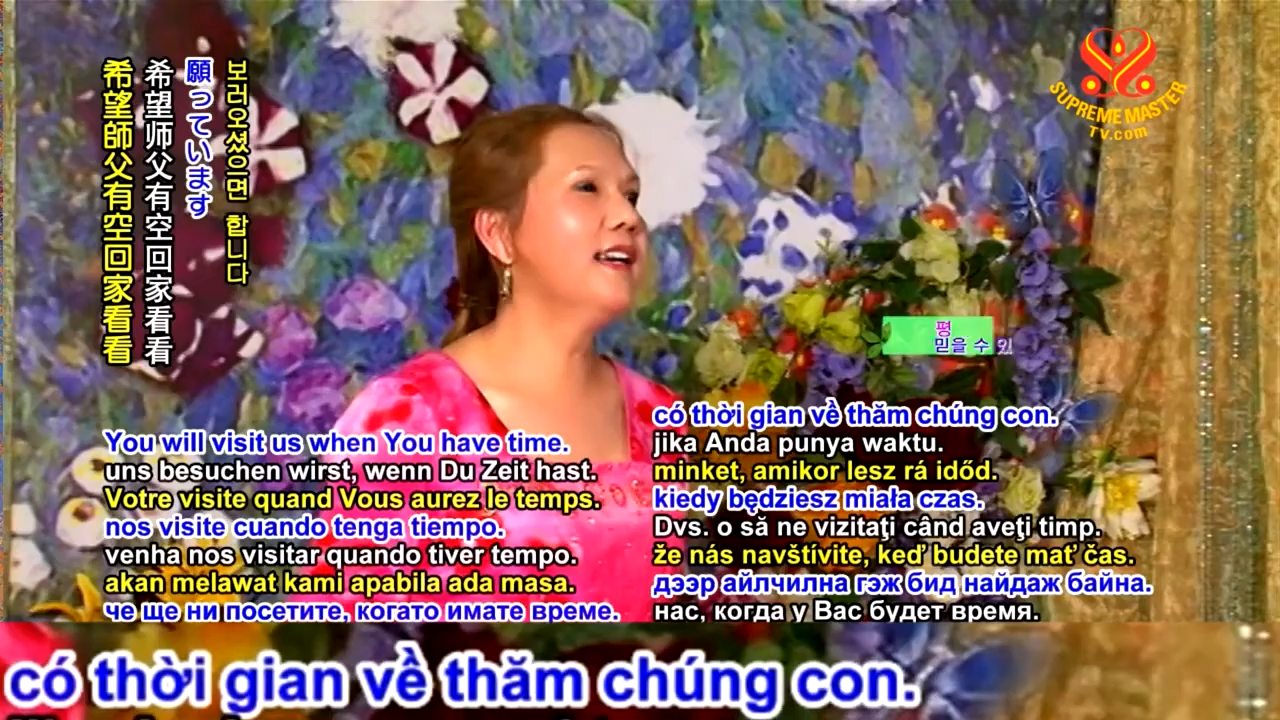 보러오셨으면 합니다
願っています
希望师父有空回家看看
希望師父有空回家看看
SUPREME MASTER
TV.com
평
믿을 수 있
You will visit us when You have time.
uns besuchen wirst, wenn Du Zeit hast.
Votre visite quand Vous aurez le temps.
nos visite cuando tenga tiempo.
venha nos visitar quando tiver tempo.
akan melawat kami apabila ada masa.
че ще ни посетите, когато имате време.
có thời gian về thăm chúng con.
jika Anda punya waktu.
minket, amikor lesz rá időd.
kiedy będziesz miała czas.
Dvs. o să ne vizitaţi când aveţi timp.
že nás navštívite, keď budete mať čas.
дээр айлчилна гэж бид найдаж байна.
нас, когда у Вас будет время.
có thời gian về thăm chúng con.